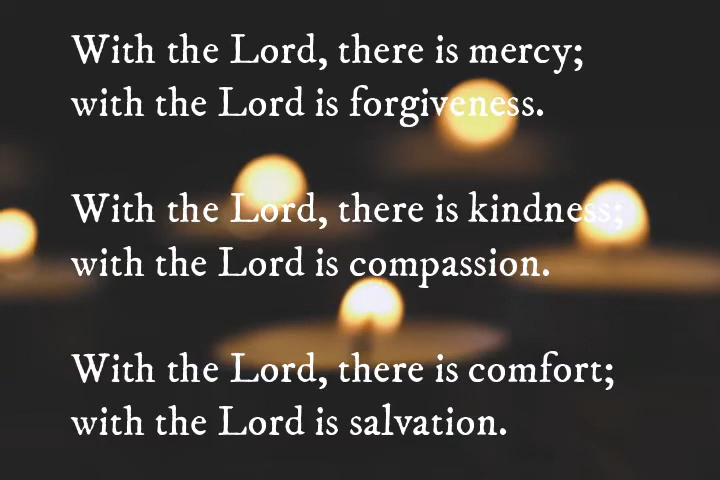 With the Lord, there is mercy;
with the Lord is forgiveness.
With the Lord, there is kindness;
with the Lord is compassion.
With the Lord, there is comfort;
with the Lord is salvation.